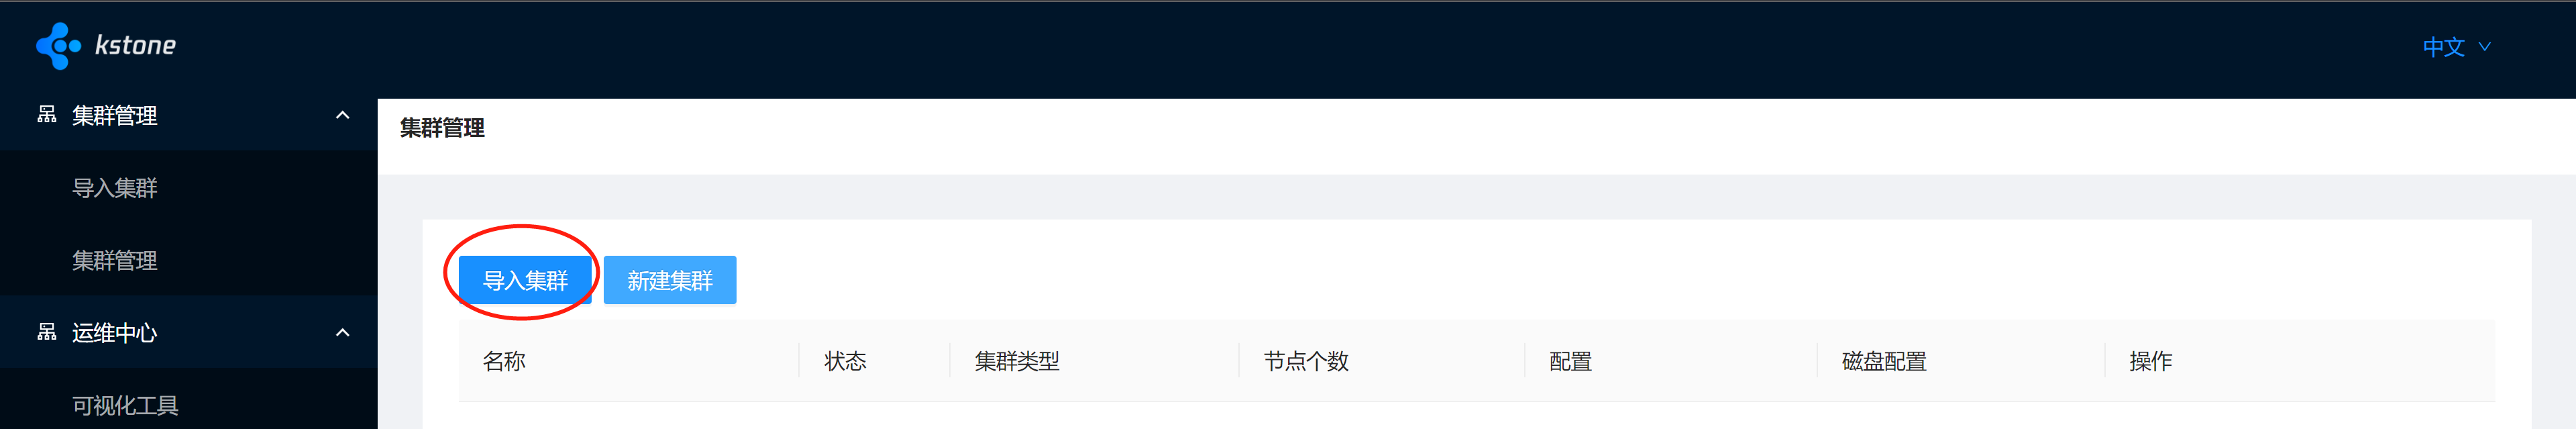 kstone
中文
集群管理
导入集群
集群管理
运维中心
可视化工具
集群管理
导入集群 新建集群
名称 状态 集群类型 节点个数 配置 磁盘配置 操作